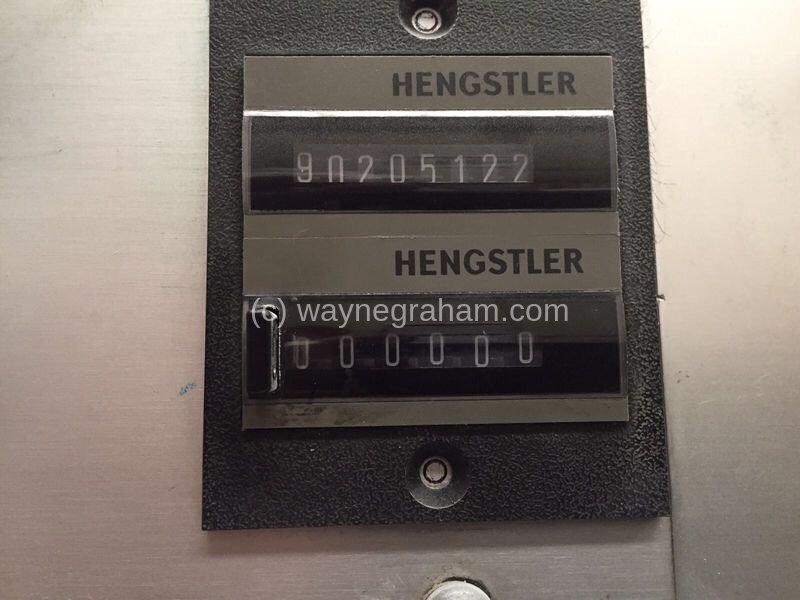 HENGSTLER
90205122
HENGSTLER
(c) waynegraham.com
000000